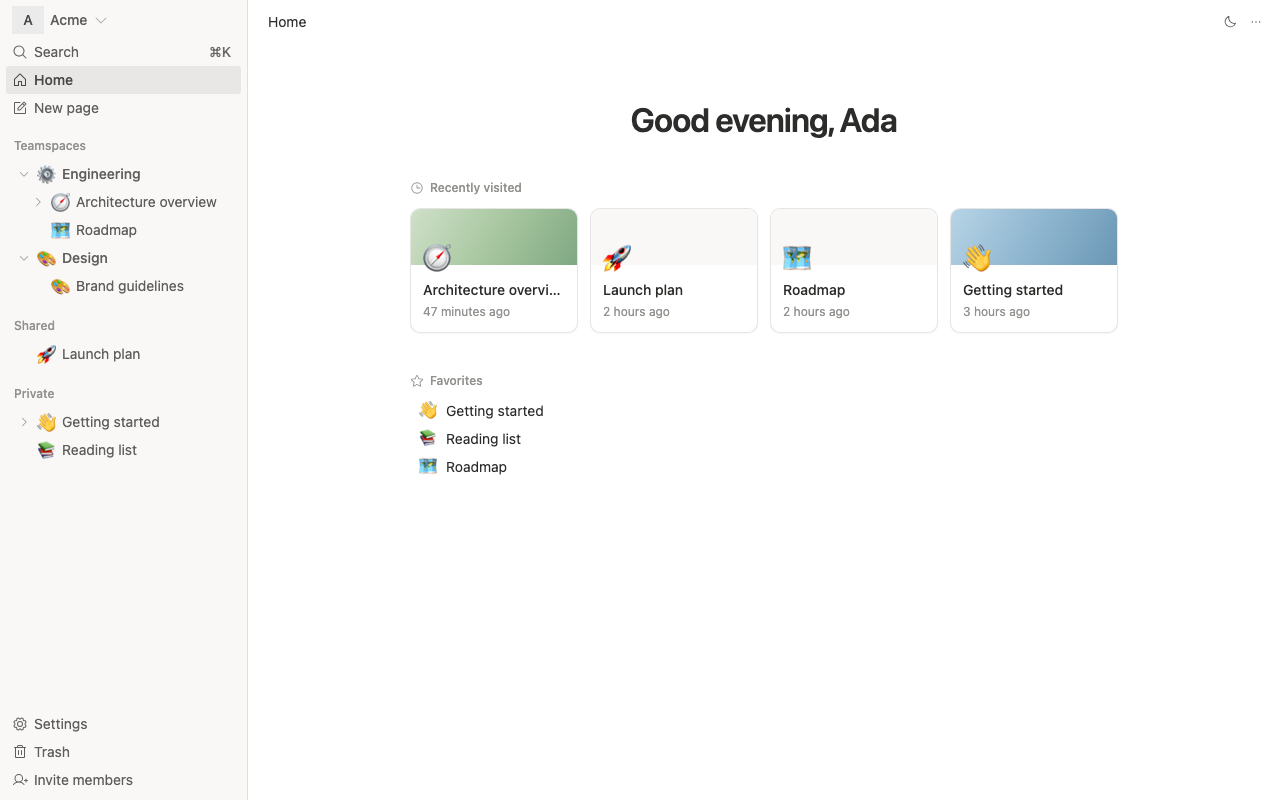 A Acme
Search ⌘K
Home
New page
Teamspaces
Engineering
Architecture overview
Roadmap
Design
Brand guidelines
Shared
Launch plan
Private
Getting started
Reading list
Settings
Trash
Invite members
Home
Good evening, Ada
Recently visited
Architecture overvi...
47 minutes ago
Launch plan
2 hours ago
Roadmap
2 hours ago
Getting started
3 hours ago
Favorites
Getting started
Reading list
Roadmap